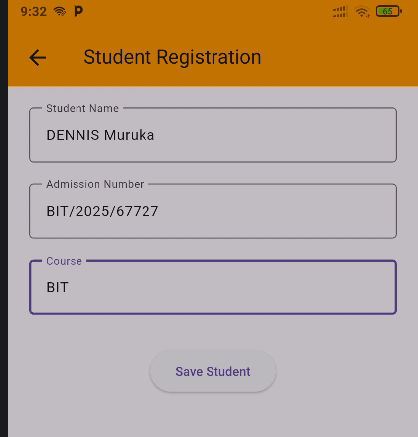 9:32 P 65
Student Registration
Student Name
DENNIS Muruka
Admission Number
BIT/2025/67727
Course
BIT
Save Student